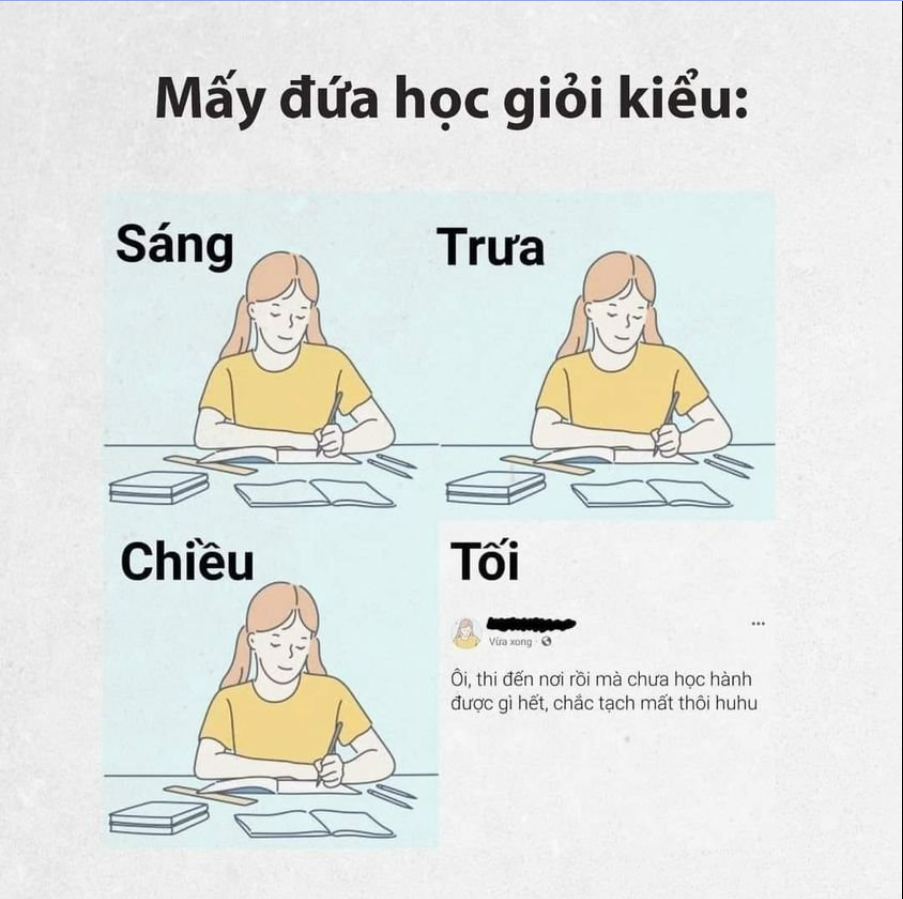 Mấy đứa học giỏi kiểu:
Sáng
Trưa
Chiều
Tối
Vừa xong
Ôi, thi đến nơi rồi mà chưa học hành
được gì hết, chắc tạch mất thôi huhu